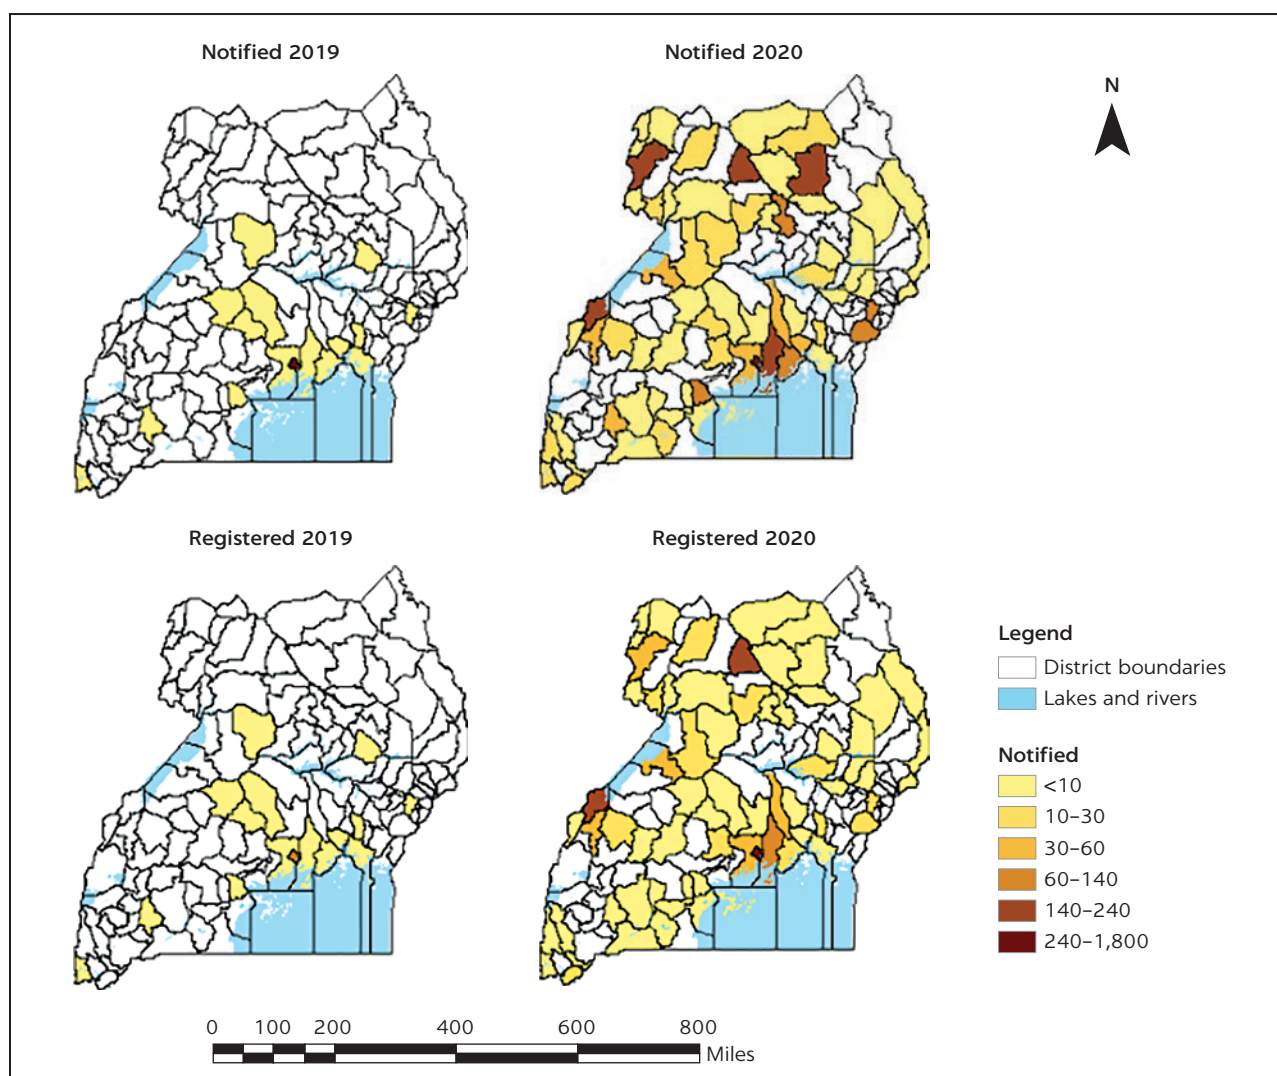 Notified 2019
Notified 2020
N
Registered 2019
Registered 2020
Legend
District boundaries
Lakes and rivers
Notified
<10
10–30
30–60
60–140
140–240
240–1,800
0 100 200 400 600 800
Miles